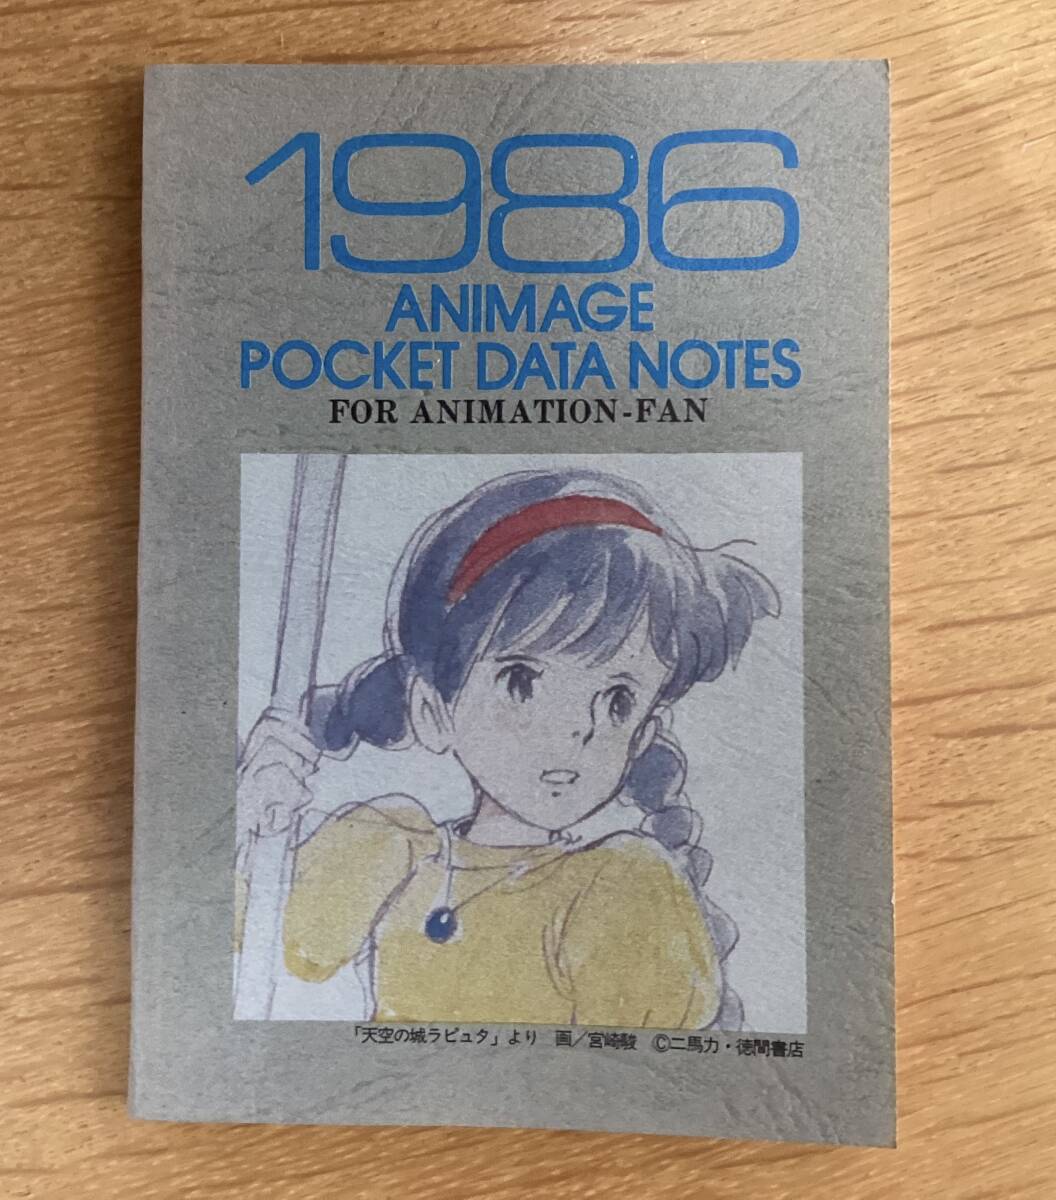 1986
ANIMAGE
POCKET DATA NOTES
FOR ANIMATION-FAN
「天空の城ラピュタ」より 画／宮崎駿 ©二馬力・徳間書店